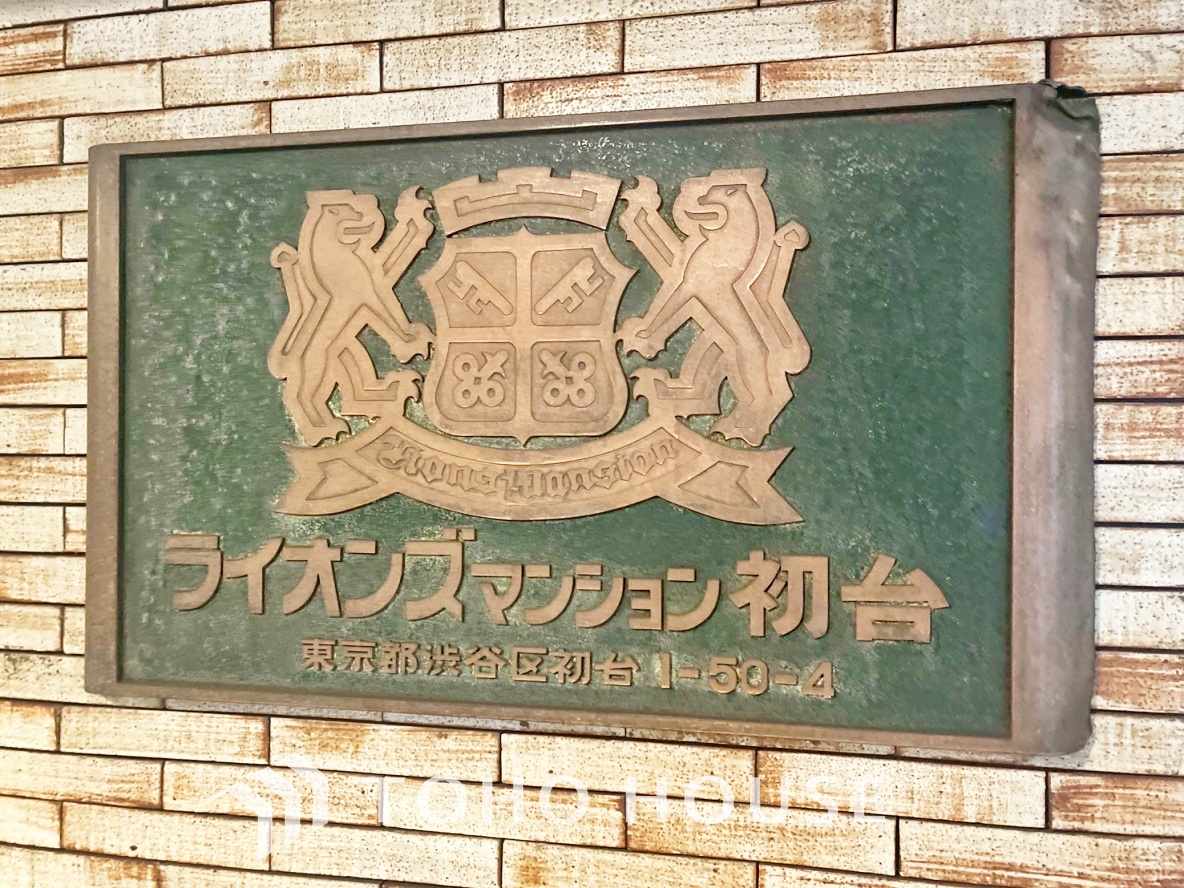 Lions Mansion
ライオンズマンション初台
東京都渋谷区初台1-50-4
TOHO HOUSE